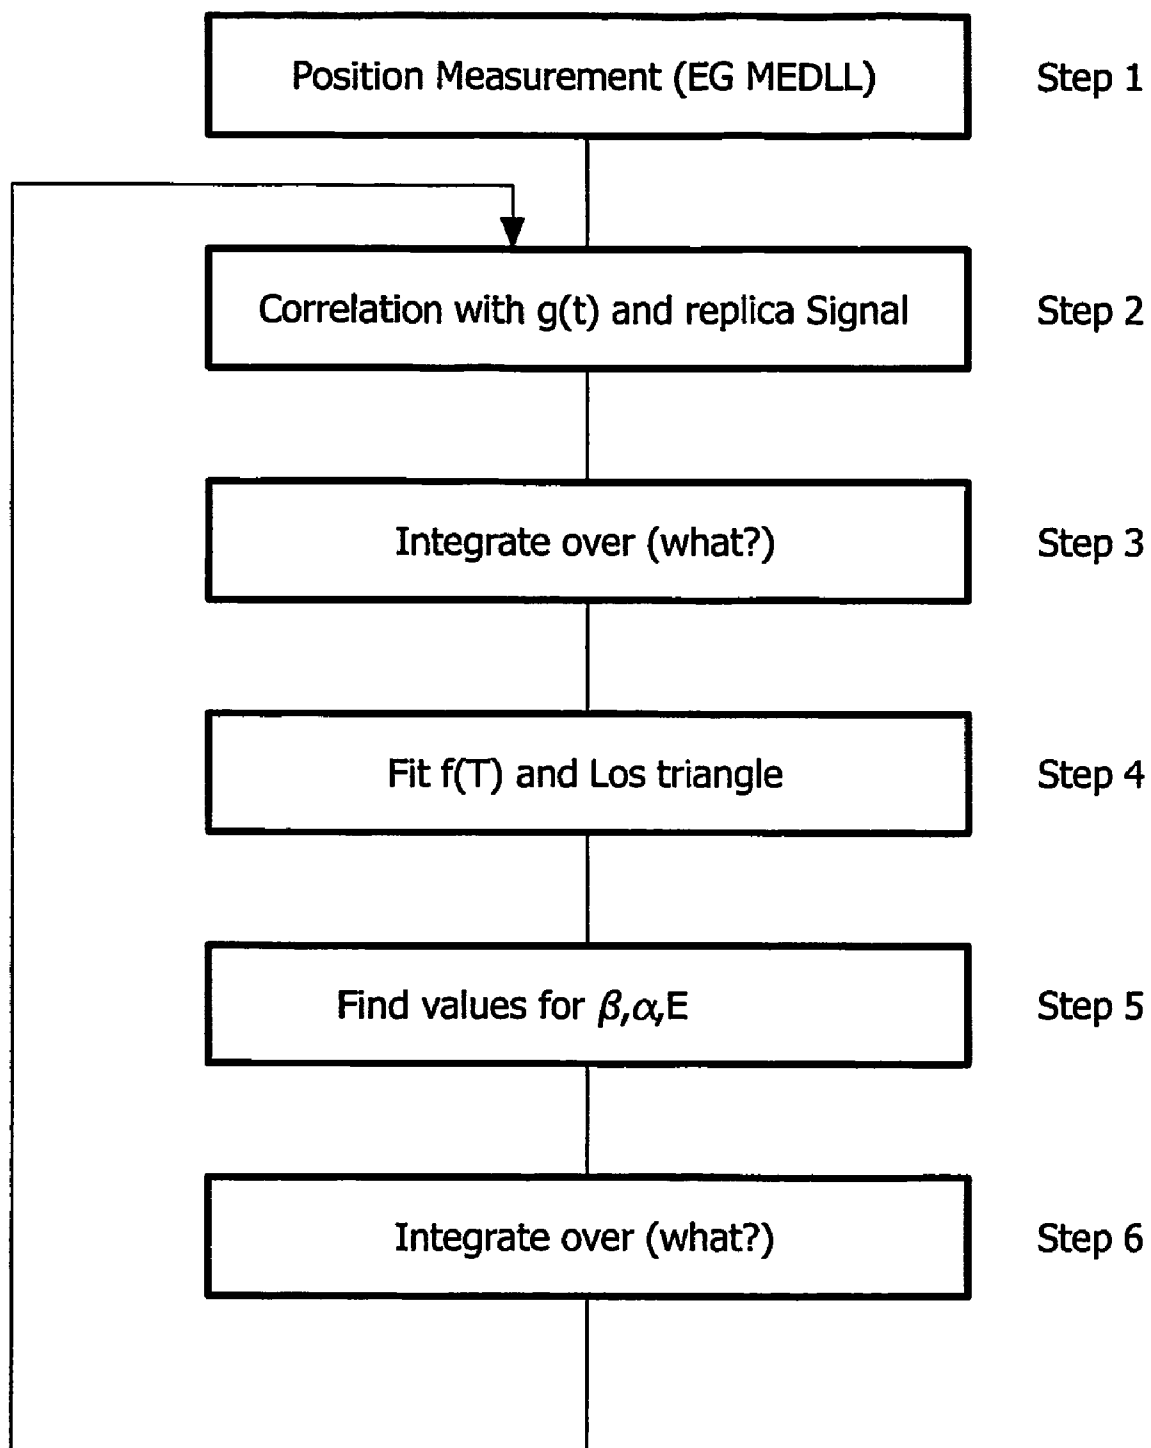 Position Measurement (EG MEDLL)
Step 1
Correlation with g(t) and replica Signal
Step 2
Integrate over (what?)
Step 3
Fit f(T) and Los triangle
Step 4
Find values for β,α,E
Step 5
Integrate over (what?)
Step 6